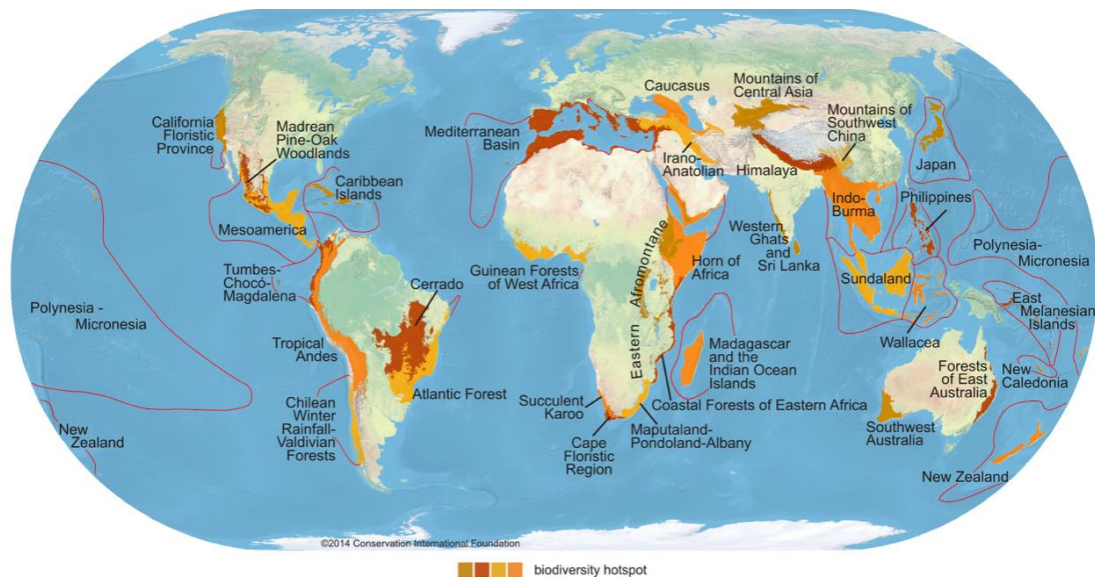 California
Floristic
Province
Madrean
Pine-Oak
Woodlands
Caribbean
Islands
Mesoamerica
Tumbes-
Chocó-
Magdalena
Cerrado
Polynesia -
Micronesia
Tropical
Andes
Atlantic Forest
Chilean
Winter
Rainfall-
Valdivian
Forests
New
Zealand
Mediterranean
Basin
Caucasus
Mountains of
Central Asia
Mountains of
Southwest
China
Irano-
Anatolian
Himalaya
Japan
Indo-
Burma
Philippines
Western
Ghats
and
Sri Lanka
Guinean Forests
of West Africa
Eastern Afromontane
Horn of
Africa
Sundaland
Polynesia-
Micronesia
East
Melanesian
Islands
Wallacea
Madagascar
and the
Indian Ocean
Islands
Succulent
Karoo
Coastal Forests of Eastern Africa
Cape
Floristic
Region
Maputaland-
Pondoland-Albany
Forests
of East
Australia
New
Caledonia
Southwest
Australia
New Zealand
©2014 Conservation International Foundation
biodiversity hotspot